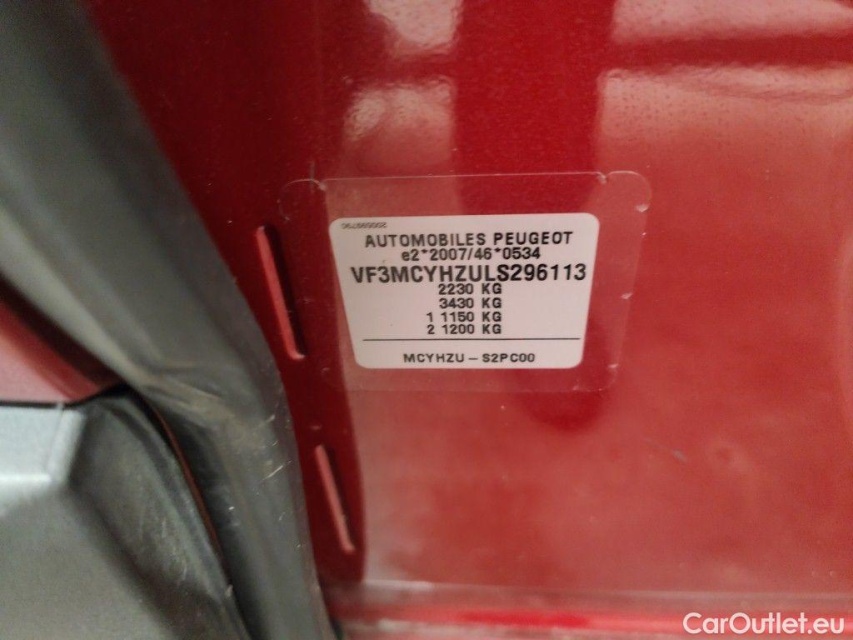 AUTOMOBILES PEUGEOT
e2*2007/46*0534
VF3MCYHZULS296113
2230 KG
3430 KG
1 1150 KG
2 1200 KG
MCYHZU – S2PC00
CarOutlet.eu